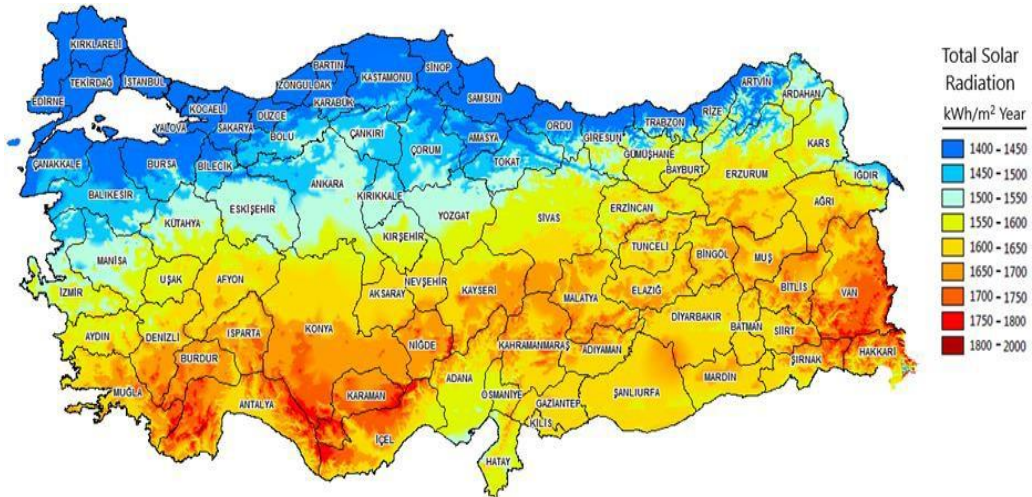 KIRKLARELİ
TEKİRDAĞ
İSTANBUL
EDİRNE
KOCAELİ
YALOVA
SAKARYA
DÜZCE
BOLU
ZONGULDAK
BARTIN
KARABÜK
KASTAMONU
SİNOP
SAMSUN
ORDU
GİRESUN
TRABZON
RİZE
ARTVİN
ARDAHAN
KARS
IĞDIR
ÇANAKKALE
BALIKESİR
BURSA
BİLECİK
ÇANKIRI
ÇORUM
AMASYA
TOKAT
GÜMÜŞHANE
BAYBURT
ERZURUM
AĞRI
KÜTAHYA
ESKİŞEHİR
ANKARA
KIRIKKALE
YOZGAT
SİVAS
ERZİNCAN
MANİSA
UŞAK
AFYON
KIRŞEHİR
NEVŞEHİR
AKSARAY
KAYSERİ
MALATYA
TUNCELİ
ELAZIĞ
BİNGÖL
MUŞ
BİTLİS
VAN
İZMİR
AYDIN
DENİZLİ
ISPARTA
BURDUR
KONYA
NİĞDE
KAHRAMANMARAŞ
ADIYAMAN
DİYARBAKIR
BATMAN
SİİRT
ŞIRNAK
HAKKARİ
MUĞLA
ANTALYA
KARAMAN
İÇEL
ADANA
OSMANİYE
GAZİANTEP
KİLİS
ŞANLIURFA
MARDİN
HATAY
Total Solar
Radiation
kWh/m² Year
1400 - 1450
1450 - 1500
1500 - 1550
1550 - 1600
1600 - 1650
1650 - 1700
1700 - 1750
1750 - 1800
1800 - 2000